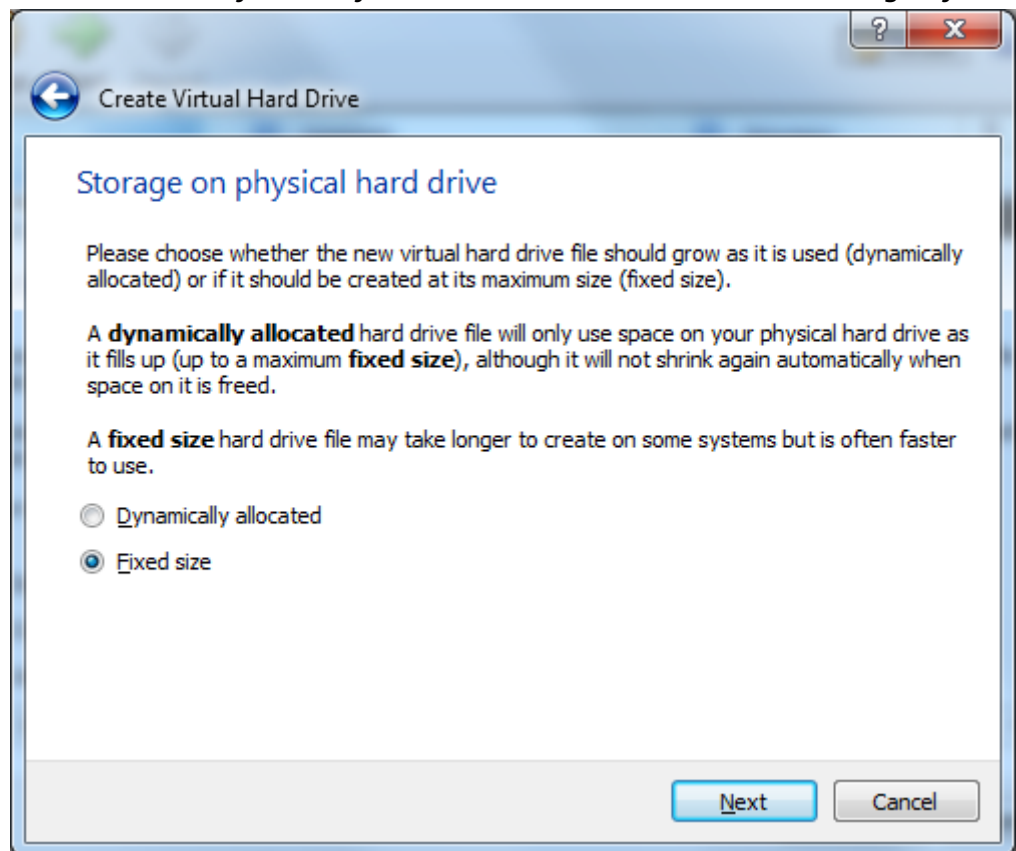 ?
X
Create Virtual Hard Drive
Storage on physical hard drive
Please choose whether the new virtual hard drive file should grow as it is used (dynamically
allocated) or if it should be created at its maximum size (fixed size).
A dynamically allocated hard drive file will only use space on your physical hard drive as
it fills up (up to a maximum fixed size), although it will not shrink again automatically when
space on it is freed.
A fixed size hard drive file may take longer to create on some systems but is often faster
to use.
Dynamically allocated
Fixed size
Next
Cancel